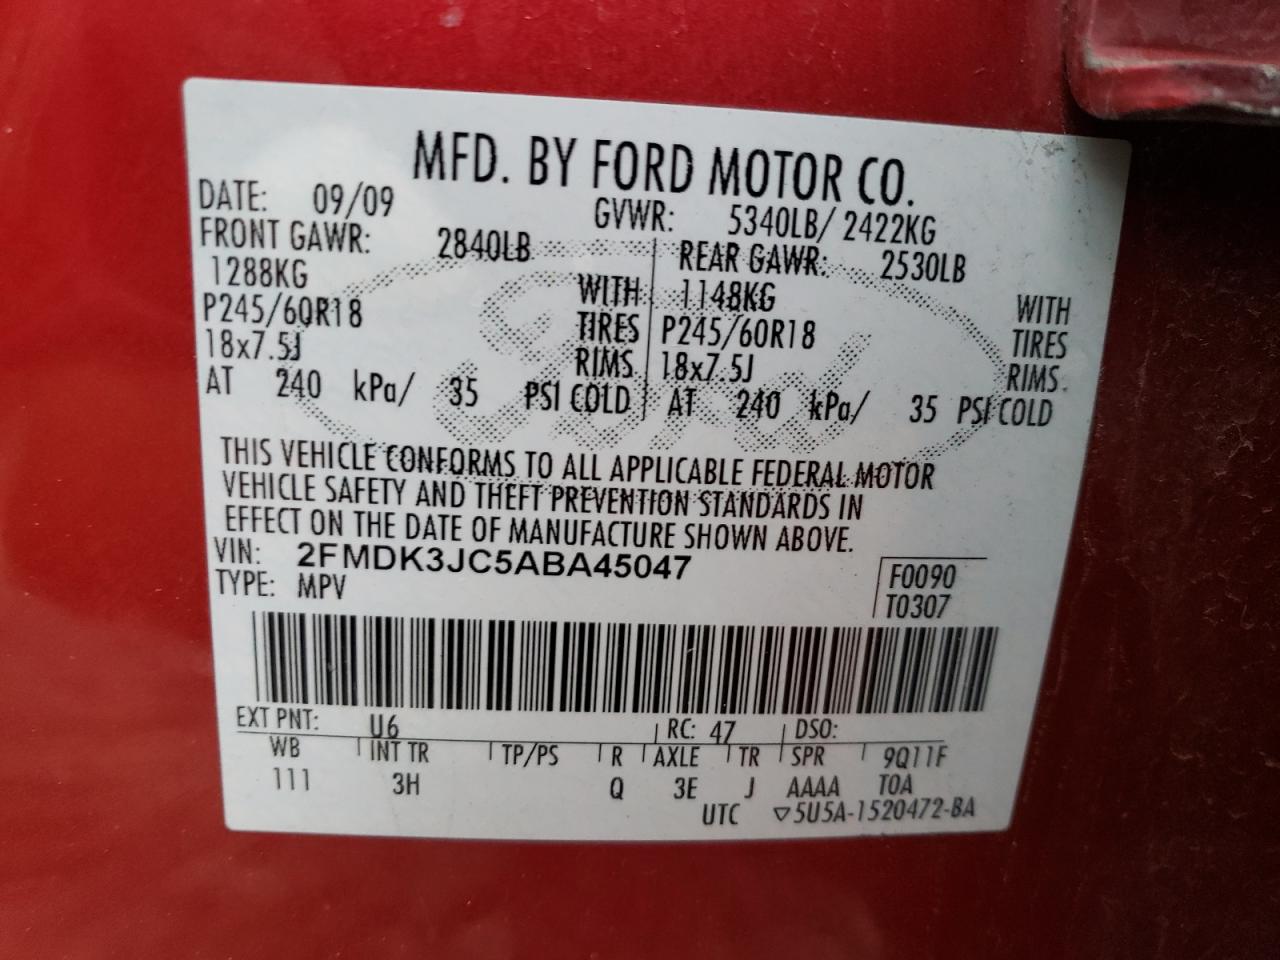 MFD. BY FORD MOTOR CO.
DATE: 09/09 GVWR: 5340LB/ 2422KG
FRONT GAWR: 2840LB REAR GAWR: 2530LB
1288KG WITH 1148KG WITH
P245/60R18 TIRES P245/60R18 TIRES
18x7.5J RIMS 18x7.5J RIMS
AT 240 kPa/ 35 PSI COLD AT 240 kPa/ 35 PSI COLD
Ford
THIS VEHICLE CONFORMS TO ALL APPLICABLE FEDERAL MOTOR
VEHICLE SAFETY AND THEFT PREVENTION STANDARDS IN
EFFECT ON THE DATE OF MANUFACTURE SHOWN ABOVE.
VIN: 2FMDK3JC5ABA45047 F0090
TYPE: MPV T0307
EXT PNT: U6 RC: 47 DSO:
WB INT TR TP/PS R AXLE TR SPR 9Q11F
111 3H Q 3E J AAAA TOA
UTC ▽5U5A-1520472-BA